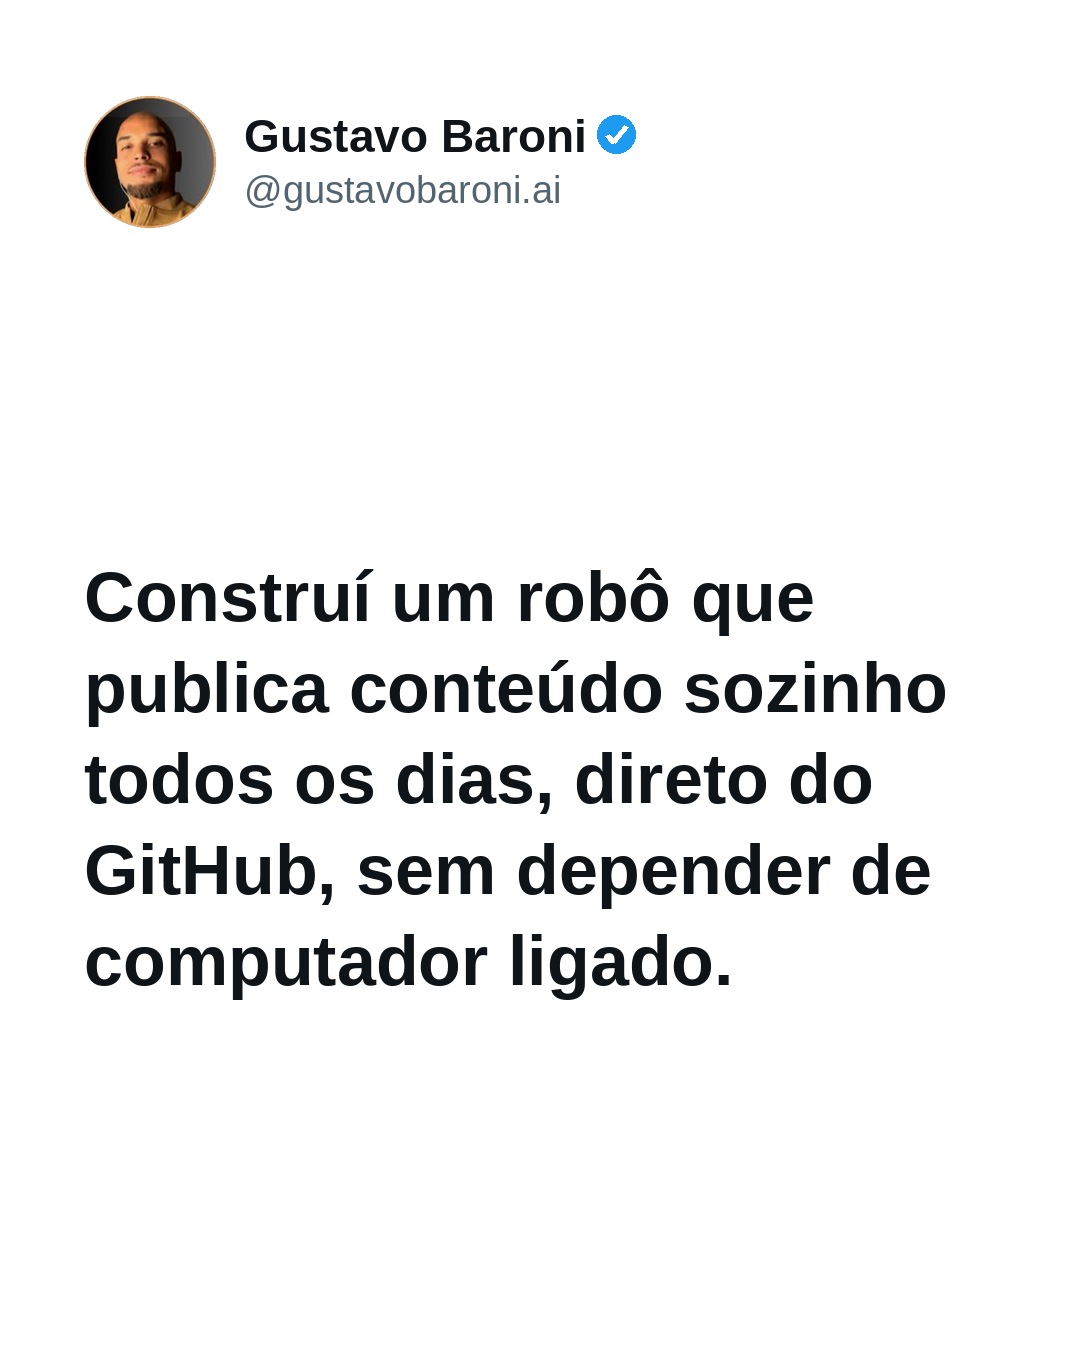 Gustavo Baroni
@gustavobaroni.ai
Construí um robô que
publica conteúdo sozinho
todos os dias, direto do
GitHub, sem depender de
computador ligado.